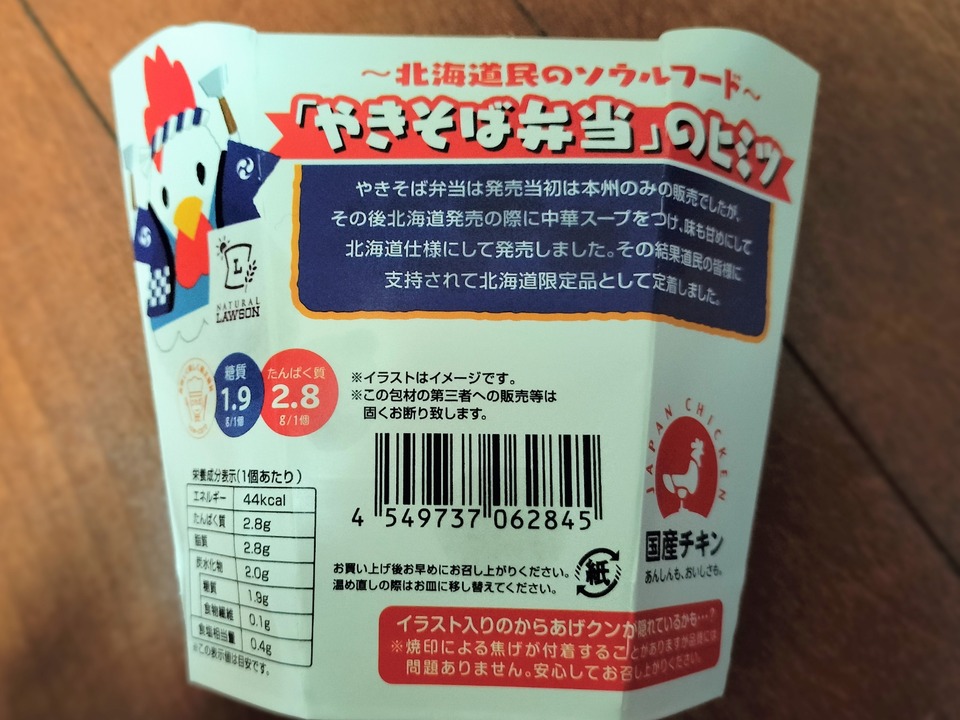 ～北海道民のソウルフード～
「やきそば弁当」のヒミツ
やきそば弁当は発売当初は本州のみの販売でしたが、
その後北海道発売の際に中華スープをつけ、味も甘めにして
北海道仕様にして発売しました。その結果道民の皆様に
支持されて北海道限定品として定着しました。
L
NATURAL
LAWSON
糖質
1.9
g/1個
たんぱく質
2.8
g/1個
※イラストはイメージです。
※この包材の第三者への販売等は
固くお断り致します。
栄養成分表示(1個あたり)
エネルギー 44kcal
たんぱく質 2.8g
脂質 2.8g
炭水化物 2.0g
糖質 1.9g
食物繊維 0.1g
食塩相当量 0.4g
※この表示値は目安です。
4 549737 062845
お買い上げ後お早めにお召し上がりください。
温め直しの際はお皿に移し替えてください。
紙
JAPAN CHICKEN
国産チキン
あんしんも、おいしさも。
イラスト入りのからあげクンが隠れているかも…?
※焼印による焦げが付着することがありますが品質には
問題ありません。安心してお召し上がりください。